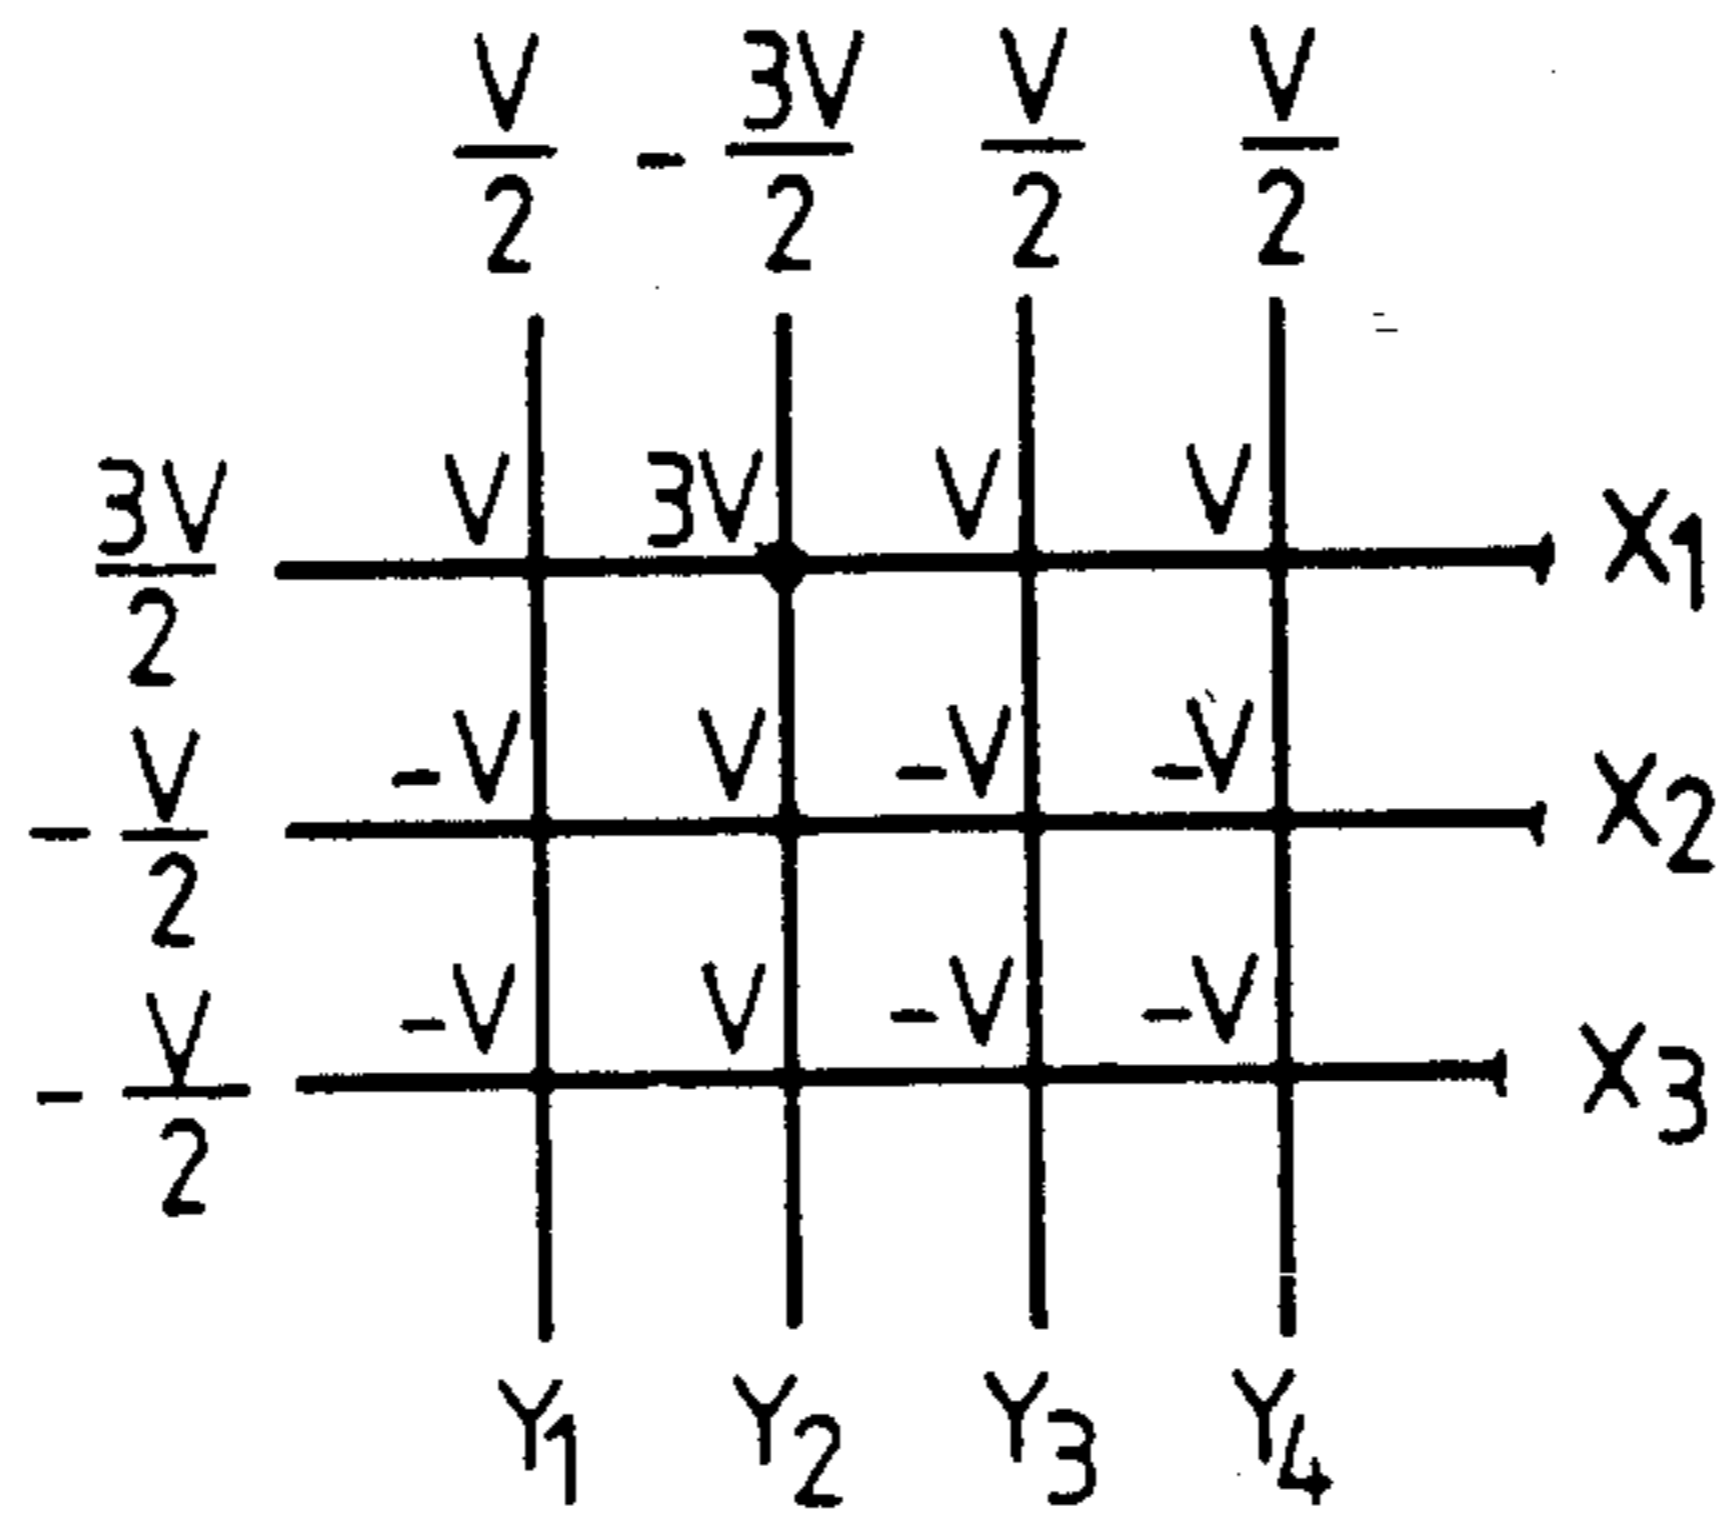 V/2 - 3V/2 V/2 V/2
3V/2 V 3V V V X1
- V/2 -V V -V -V X2
- V/2 -V V -V -V X3
Y1 Y2 Y3 Y4